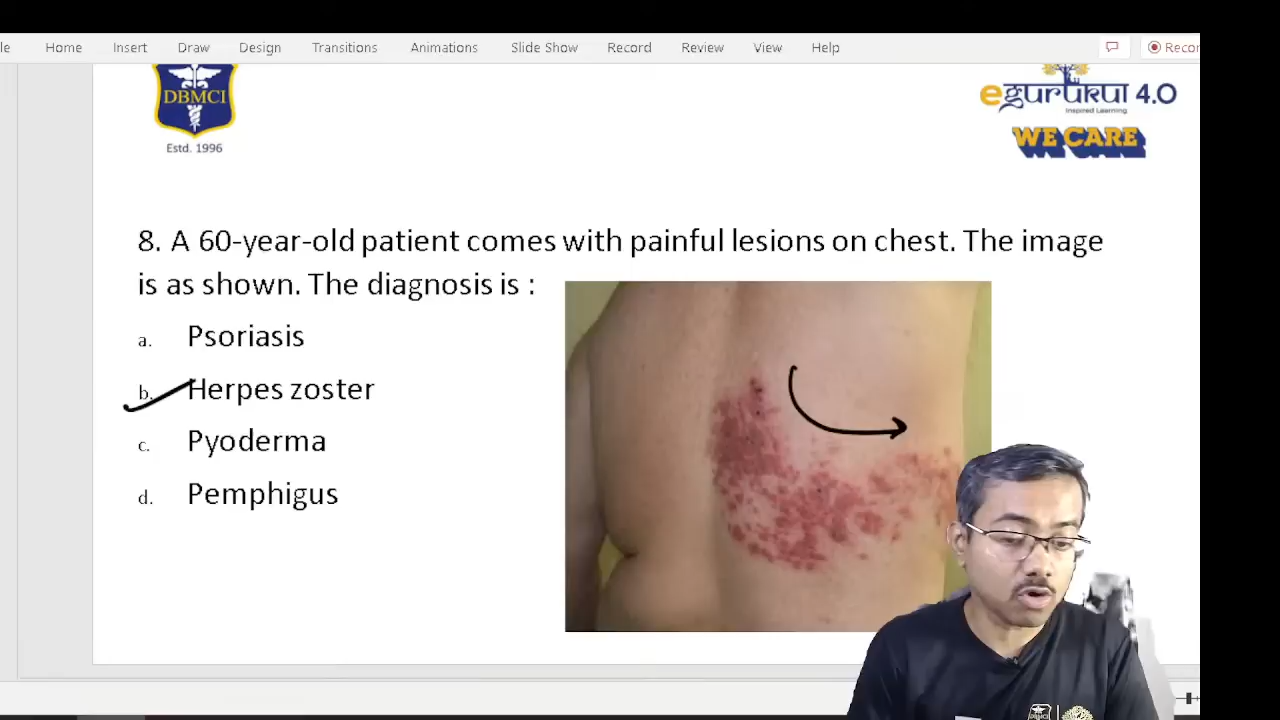 Home Insert Draw Design Transitions Animations Slide Show Record Review View Help
DBMCI
Estd. 1996
egurukul 4.0
Inspired Learning
WE CARE
8. A 60-year-old patient comes with painful lesions on chest. The image
is as shown. The diagnosis is :
a. Psoriasis
b. Herpes zoster
c. Pyoderma
d. Pemphigus